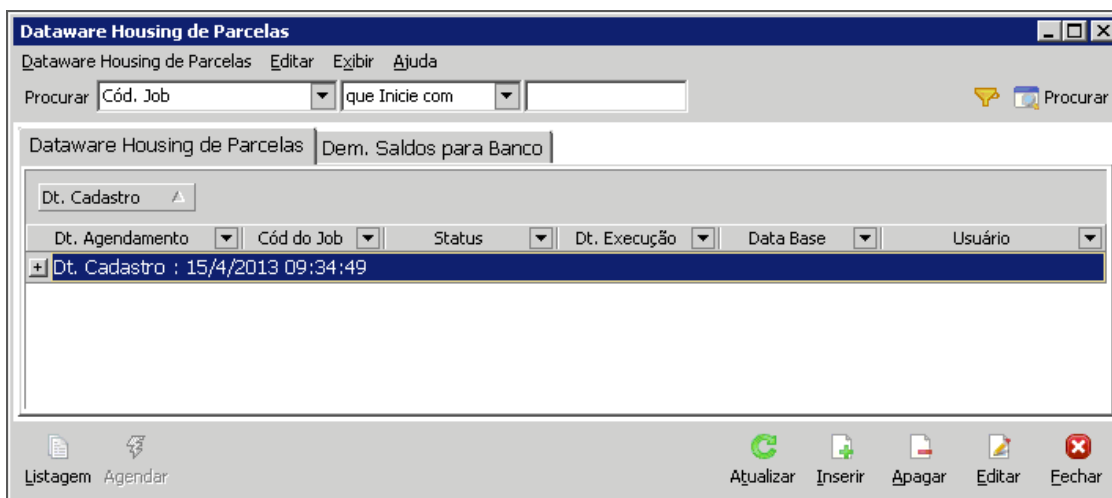 Dataware Housing de Parcelas
Dataware Housing de Parcelas Editar Exibir Ajuda
Procurar Cód. Job que Inicie com Procurar
Dataware Housing de Parcelas Dem. Saldos para Banco
Dt. Cadastro
Dt. Agendamento Cód do Job Status Dt. Execução Data Base Usuário
Dt. Cadastro : 15/4/2013 09:34:49
Listagem Agendar Atualizar Inserir Apagar Editar Fechar